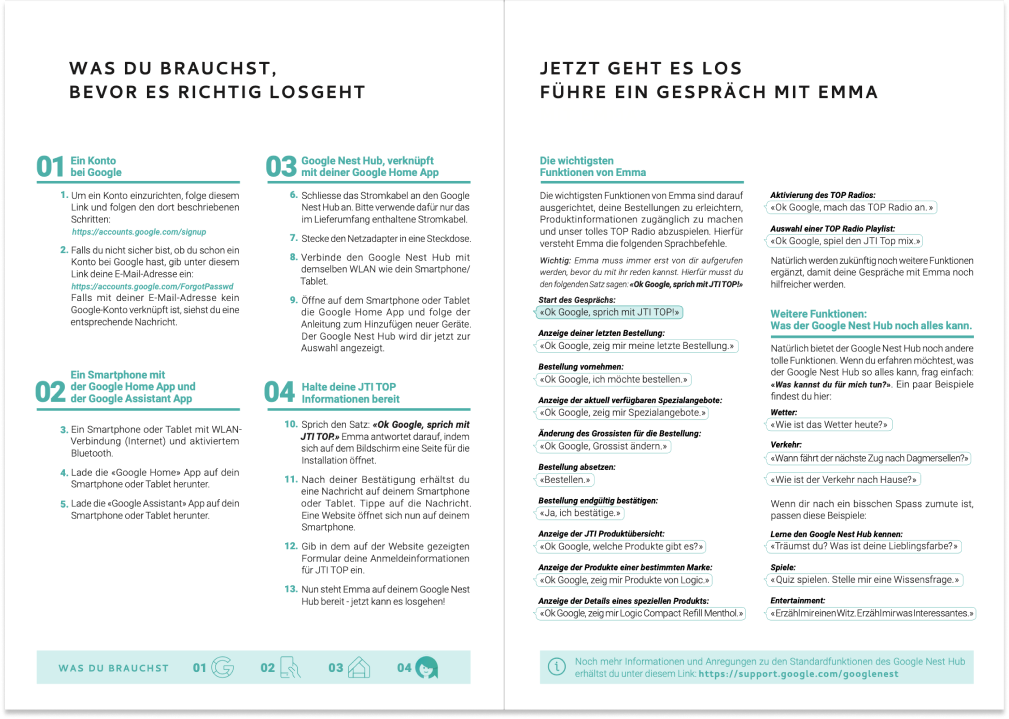 WAS DU BRAUCHST,
BEVOR ES RICHTIG LOSGEHT
01 Ein Konto
bei Google
1. Um ein Konto einzurichten, folge diesem
Link und folgen den dort beschriebenen
Schritten:
https://accounts.google.com/signup
2. Falls du nicht sicher bist, ob du schon ein
Konto bei Google hast, gib unter diesem
Link deine E-Mail-Adresse ein:
https://accounts.google.com/ForgotPasswd
Falls mit deiner E-Mail-Adresse kein
Google-Konto verknüpft ist, siehst du eine
entsprechende Nachricht.
02 Ein Smartphone mit
der Google Home App und
der Google Assistant App
3. Ein Smartphone oder Tablet mit WLAN-
Verbindung (Internet) und aktiviertem
Bluetooth.
4. Lade die «Google Home» App auf dein
Smartphone oder Tablet herunter.
5. Lade die «Google Assistant» App auf dein
Smartphone oder Tablet herunter.
03 Google Nest Hub, verknüpft
mit deiner Google Home App
6. Schliesse das Stromkabel an den Google
Nest Hub an. Bitte verwende dafür nur das
im Lieferumfang enthaltene Stromkabel.
7. Stecke den Netzadapter in eine Steckdose.
8. Verbinde den Google Nest Hub mit
demselben WLAN wie dein Smartphone/
Tablet.
9. Öffne auf dem Smartphone oder Tablet
die Google Home App und folge der
Anleitung zum Hinzufügen neuer Geräte.
Der Google Nest Hub wird dir jetzt zur
Auswahl angezeigt.
04 Halte deine JTI TOP
Informationen bereit
10. Sprich den Satz: «Ok Google, sprich mit
JTI TOP.» Emma antwortet darauf, indem
sich auf dem Bildschirm eine Seite für die
Installation öffnet.
11. Nach deiner Bestätigung erhältst du
eine Nachricht auf deinem Smartphone
oder Tablet. Tippe auf die Nachricht.
Eine Website öffnet sich nun auf deinem
Smartphone.
12. Gib in dem auf der Website gezeigten
Formular deine Anmeldeinformationen
für JTI TOP ein.
13. Nun steht Emma auf deinem Google Nest
Hub bereit - jetzt kann es losgehen!
WAS DU BRAUCHST 01 02 03 04
JETZT GEHT ES LOS
FÜHRE EIN GESPRÄCH MIT EMMA
Die wichtigsten
Funktionen von Emma
Die wichtigsten Funktionen von Emma sind darauf
ausgerichtet, deine Bestellungen zu erleichtern,
Produktinformationen zugänglich zu machen
und unser tolles TOP Radio abzuspielen. Hierfür
versteht Emma die folgenden Sprachbefehle.
Wichtig: Emma muss immer erst von dir aufgerufen
werden, bevor du mit ihr reden kannst. Hierfür musst du
den folgenden Satz sagen: «Ok Google, sprich mit JTI TOP!»
Start des Gesprächs:
«Ok Google, sprich mit JTI TOP!»
Anzeige deiner letzten Bestellung:
«Ok Google, zeig mir meine letzte Bestellung.»
Bestellung vornehmen:
«Ok Google, ich möchte bestellen.»
Anzeige der aktuell verfügbaren Spezialangebote:
«Ok Google, zeig mir Spezialangebote.»
Änderung des Grossisten für die Bestellung:
«Ok Google, Grossist ändern.»
Bestellung absetzen:
«Bestellen.»
Bestellung endgültig bestätigen:
«Ja, ich bestätige.»
Anzeige der JTI Produktübersicht:
«Ok Google, welche Produkte gibt es?»
Anzeige der Produkte einer bestimmten Marke:
«Ok Google, zeig mir Produkte von Logic.»
Anzeige der Details eines speziellen Produkts:
«Ok Google, zeig mir Logic Compact Refill Menthol.»
Aktivierung des TOP Radios:
«Ok Google, mach das TOP Radio an.»
Auswahl einer TOP Radio Playlist:
«Ok Google, spiel den JTI Top mix.»
Natürlich werden zukünftig noch weitere Funktionen
ergänzt, damit deine Gespräche mit Emma noch
hilfreicher werden.
Weitere Funktionen:
Was der Google Nest Hub noch alles kann.
Natürlich bietet der Google Nest Hub noch andere
tolle Funktionen. Wenn du erfahren möchtest, was
der Google Nest Hub so alles kann, frag einfach:
«Was kannst du für mich tun?». Ein paar Beispiele
findest du hier:
Wetter:
«Wie ist das Wetter heute?»
Verkehr:
«Wann fährt der nächste Zug nach Dagmersellen?»
«Wie ist der Verkehr nach Hause?»
Wenn dir nach ein bisschen Spass zumute ist,
passen diese Beispiele:
Lerne den Google Nest Hub kennen:
«Träumst du? Was ist deine Lieblingsfarbe?»
Spiele:
«Quiz spielen. Stelle mir eine Wissensfrage.»
Entertainment:
«Erzähl mir einen Witz. Erzähl mir was Interessantes.»
Noch mehr Informationen und Anregungen zu den Standardfunktionen des Google Nest Hub
erhältst du unter diesem Link: https://support.google.com/googlenest